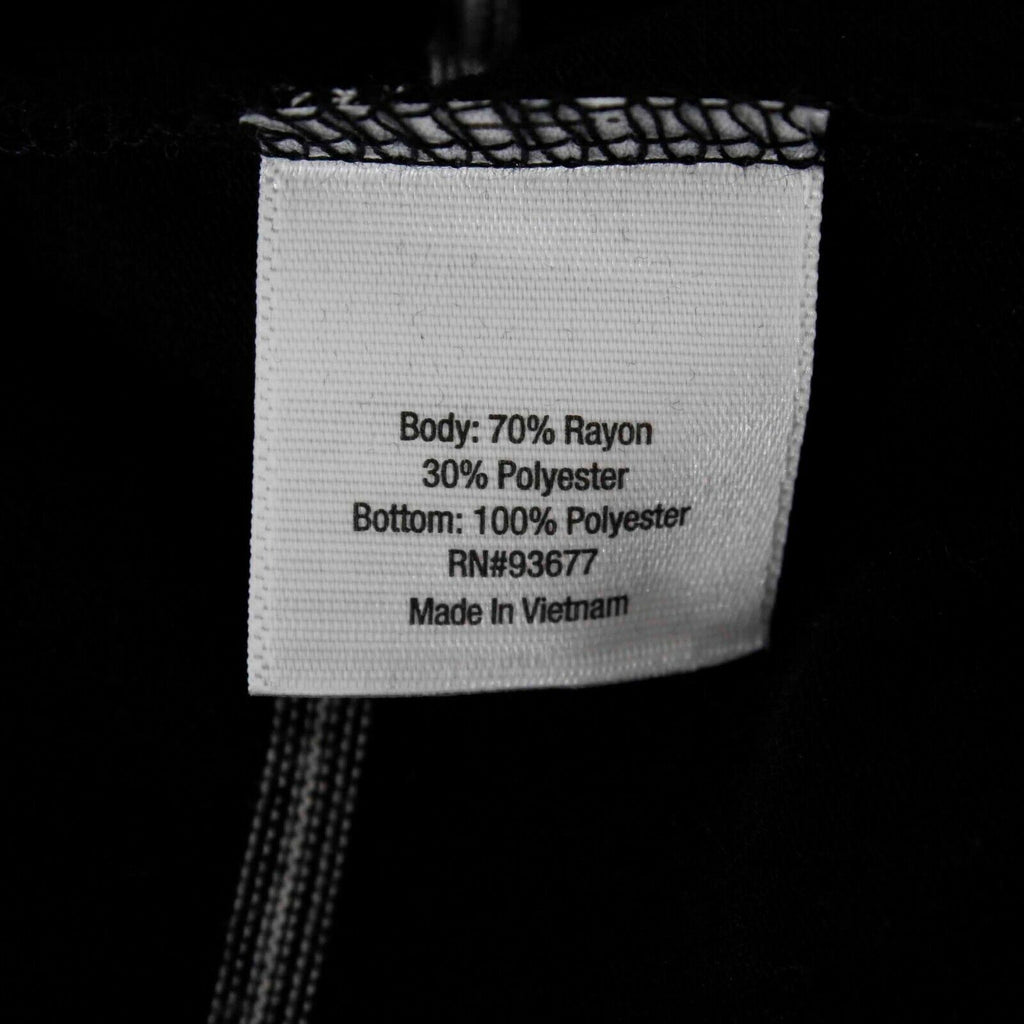 Body: 70% Rayon
30% Polyester
Bottom: 100% Polyester
RN#93677
Made In Vietnam